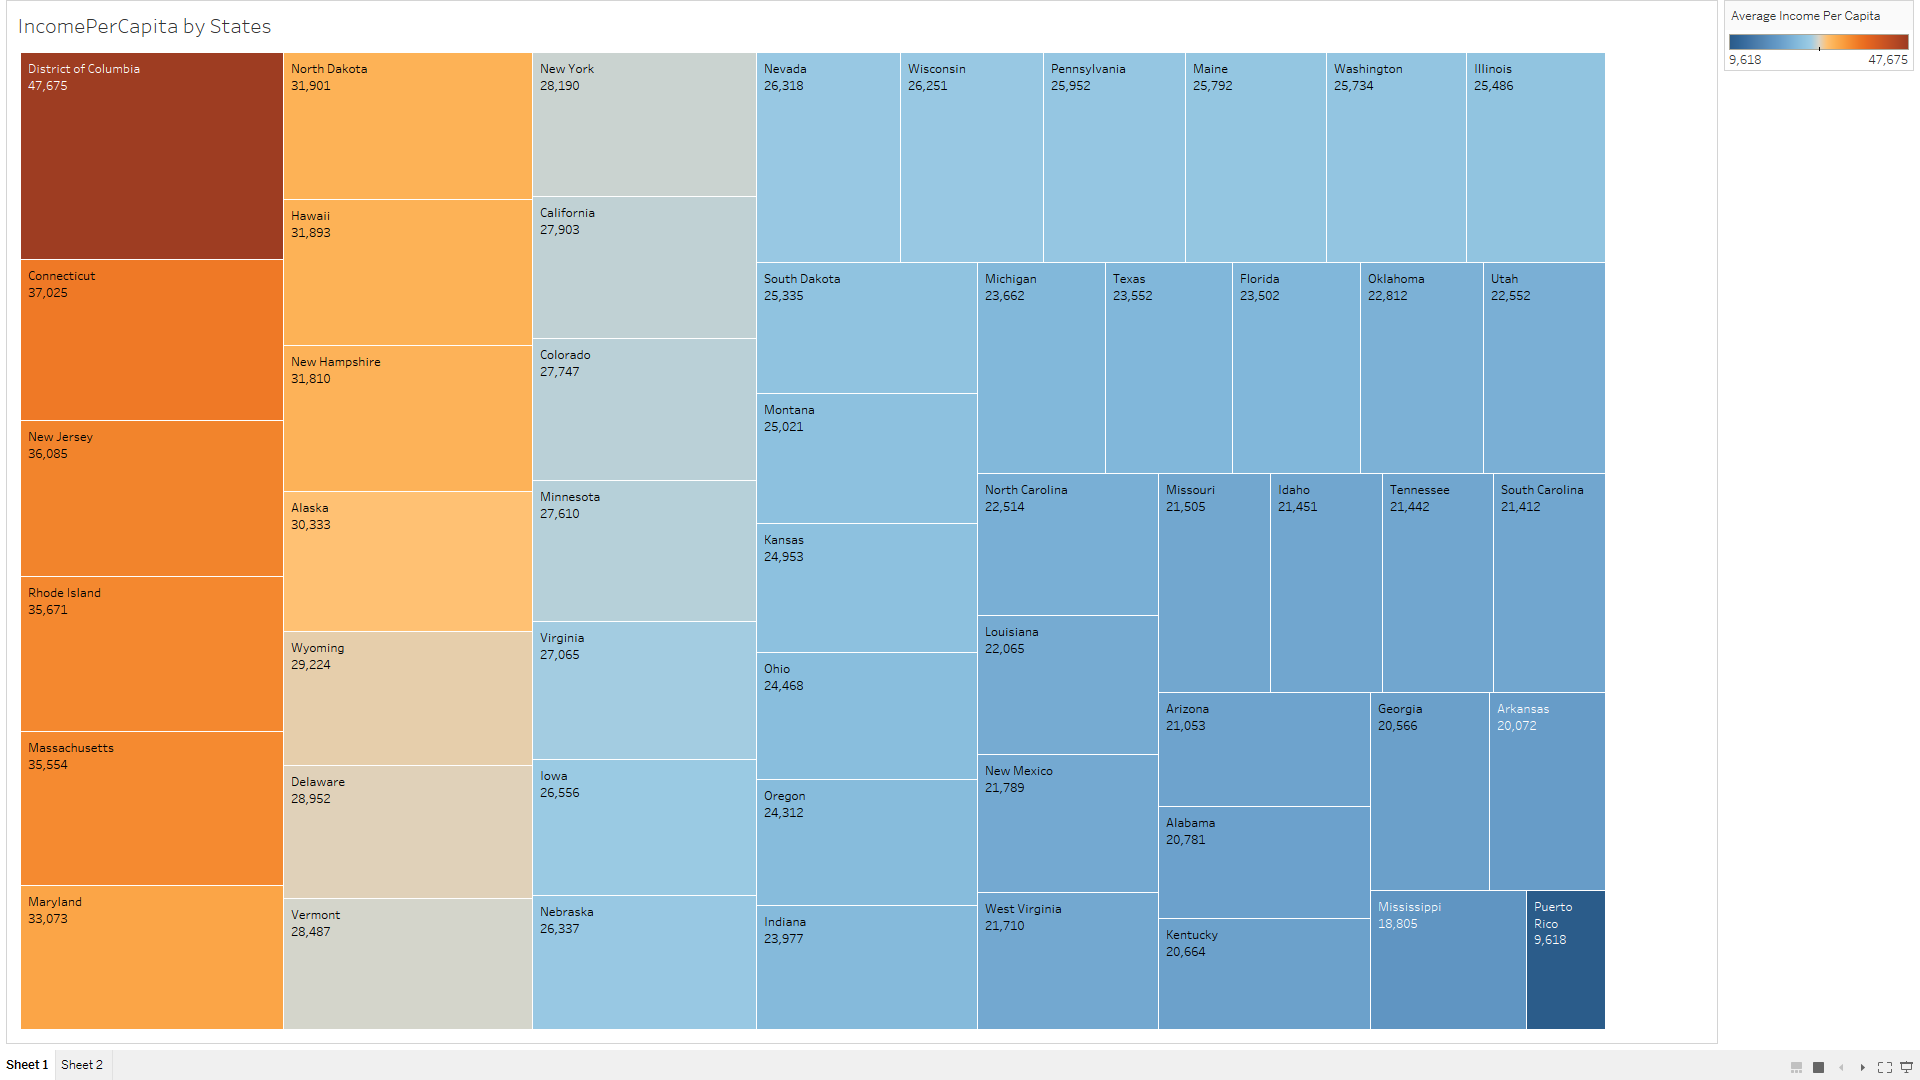 IncomePerCapita by States
Average Income Per Capita
9,618 47,675
District of Columbia
47,675
Connecticut
37,025
New Jersey
36,085
Rhode Island
35,671
Massachusetts
35,554
Maryland
33,073
North Dakota
31,901
Hawaii
31,893
New Hampshire
31,810
Alaska
30,333
Wyoming
29,224
Delaware
28,952
Vermont
28,487
New York
28,190
California
27,903
Colorado
27,747
Minnesota
27,610
Virginia
27,065
Iowa
26,556
Nebraska
26,337
Nevada
26,318
Wisconsin
26,251
Pennsylvania
25,952
Maine
25,792
Washington
25,734
Illinois
25,486
South Dakota
25,335
Montana
25,021
Kansas
24,953
Ohio
24,468
Oregon
24,312
Indiana
23,977
Michigan
23,662
Texas
23,552
Florida
23,502
Oklahoma
22,812
Utah
22,552
North Carolina
22,514
Louisiana
22,065
New Mexico
21,789
West Virginia
21,710
Missouri
21,505
Idaho
21,451
Tennessee
21,442
South Carolina
21,412
Arizona
21,053
Alabama
20,781
Kentucky
20,664
Georgia
20,566
Arkansas
20,072
Mississippi
18,805
Puerto
Rico
9,618
Sheet 1 Sheet 2